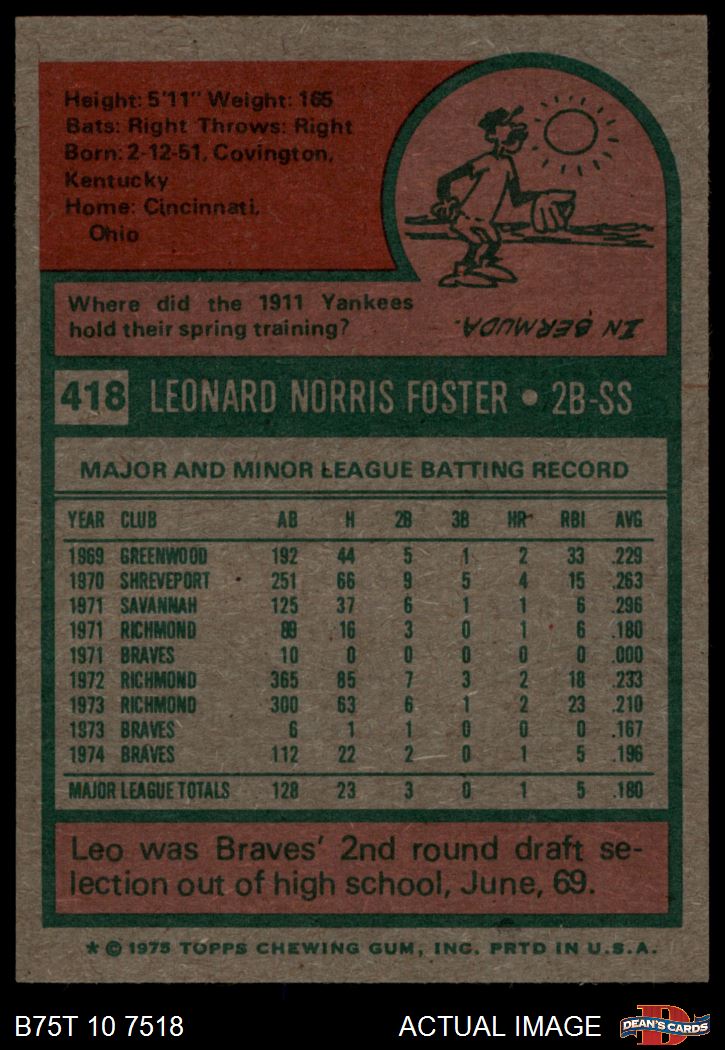 Height: 5'11" Weight: 165
Bats: Right Throws: Right
Born: 2-12-51, Covington,
Kentucky
Home: Cincinnati,
Ohio
Where did the 1911 Yankees
hold their spring training?
IN BERMUDA.
418 LEONARD NORRIS FOSTER • 2B-SS
MAJOR AND MINOR LEAGUE BATTING RECORD
YEAR CLUB AB H 2B 3B HR RBI AVG
1969 GREENWOOD 192 44 5 1 2 33 .229
1970 SHREVEPORT 251 66 9 5 4 15 .263
1971 SAVANNAH 125 37 6 1 1 6 .296
1971 RICHMOND 89 16 3 0 1 6 .180
1971 BRAVES 10 0 0 0 0 0 .000
1972 RICHMOND 365 85 7 3 2 18 .233
1973 RICHMOND 300 63 6 1 2 23 .210
1973 BRAVES 6 1 1 0 0 0 .167
1974 BRAVES 112 22 2 0 1 5 .196
MAJOR LEAGUE TOTALS 128 23 3 0 1 5 .180
Leo was Braves' 2nd round draft se-
lection out of high school, June, 69.
* © 1975 TOPPS CHEWING GUM, INC. PRTD IN U.S.A.
B75T 10 7518 ACTUAL IMAGE D DEAN'S CARDS